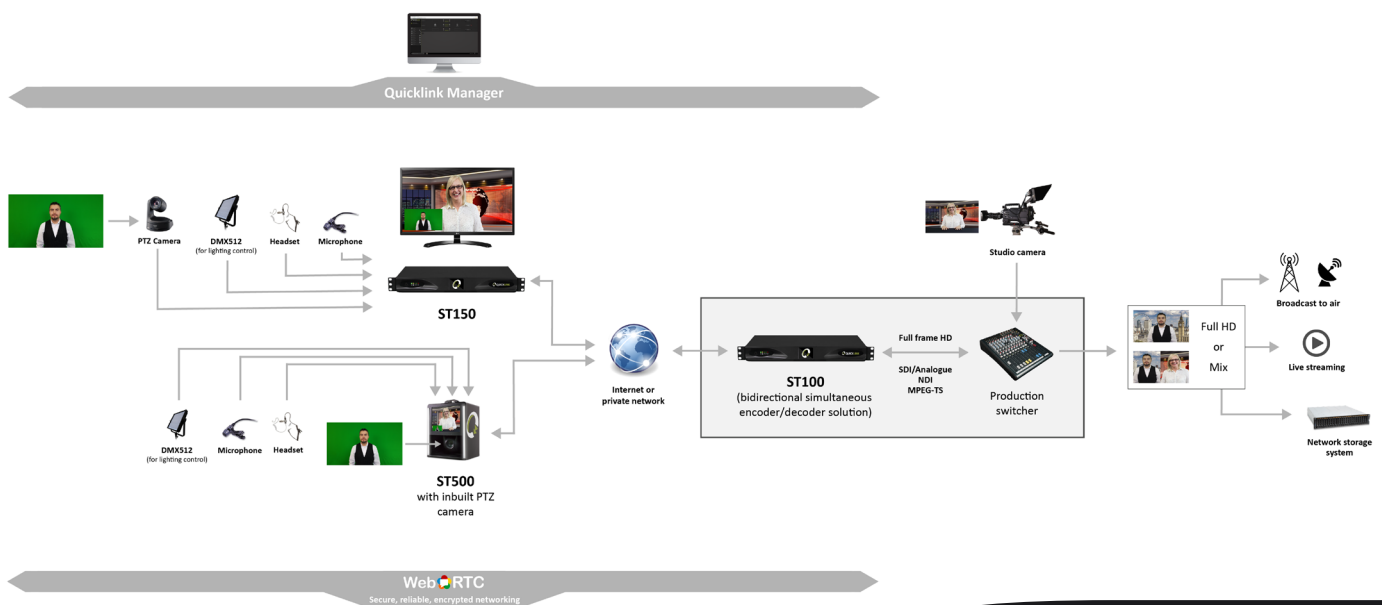 Quicklink Manager
PTZ Camera
DMX512
(for lighting control)
Headset
Microphone
ST150
Studio camera
Internet or
private network
ST100
(bidirectional simultaneous
encoder/decoder solution)
Full frame HD
SDI/Analogue
NDI
MPEG-TS
Production
switcher
Full HD
or
Mix
Broadcast to air
Live streaming
Network storage
system
DMX512
(for lighting control)
Microphone
Headset
ST500
with inbuilt PTZ
camera
Web RTC
Secure, reliable, encrypted networking